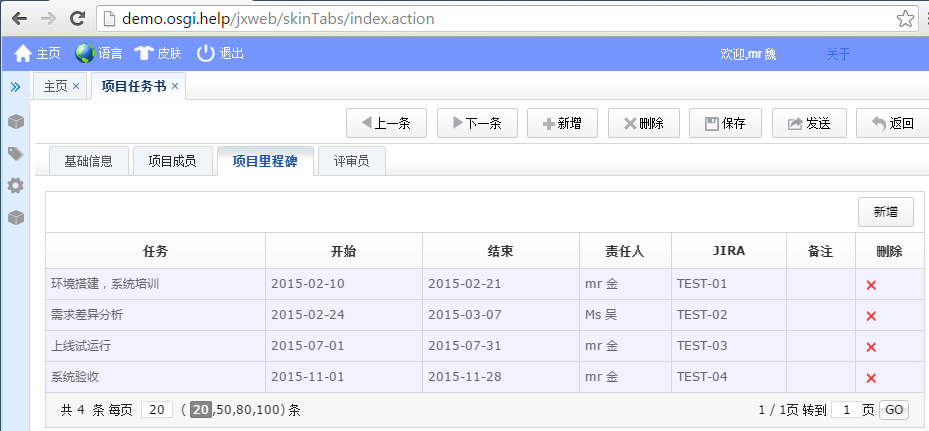 demo.osgi.help/jxweb/skinTabs/index.action
主页 语言 皮肤 退出 欢迎,mr 魏 关于
主页 × 项目任务书 ×
上一条 下一条 新增 删除 保存 发送 返回
基础信息 项目成员 项目里程碑 评审员
新增
任务 开始 结束 责任人 JIRA 备注 删除
环境搭建，系统培训 2015-02-10 2015-02-21 mr 金 TEST-01
需求差异分析 2015-02-24 2015-03-07 Ms 吴 TEST-02
上线试运行 2015-07-01 2015-07-31 mr 金 TEST-03
系统验收 2015-11-01 2015-11-28 mr 金 TEST-04
共 4 条 每页 20 ( 20,50,80,100) 条 1 / 1页 转到 1 页 GO